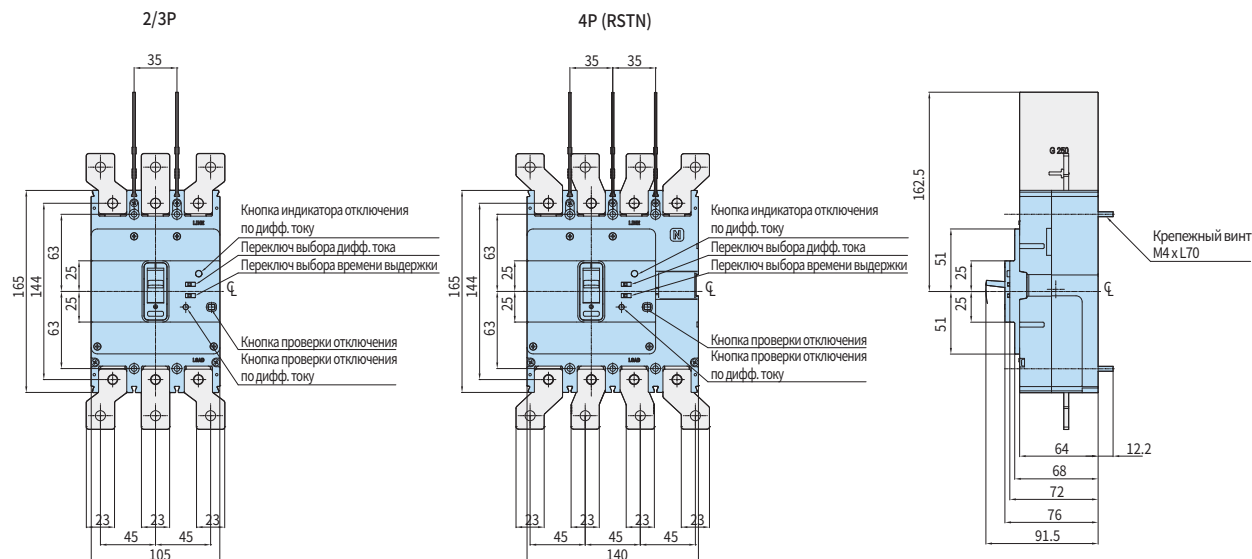 2/3P
35
165
144
63
25
25
63
LINE
LOAD
Кнопка индикатора отключения
по дифф. току
Переключ выбора дифф. тока
Переключ выбора времени выдержки
℄
Кнопка проверки отключения
Кнопка проверки отключения
по дифф. току
23
23
23
45
45
105
4P (RSTN)
35
35
165
144
63
25
25
63
LINE
N
LOAD
Кнопка индикатора отключения
по дифф. току
Переключ выбора дифф. тока
Переключ выбора времени выдержки
℄
Кнопка проверки отключения
Кнопка проверки отключения
по дифф. току
23
23
23
23
45
45
45
140
162.5
G 250
Крепежный винт
M4 x L70
51
25
25
51
64
12.2
68
72
76
91.5